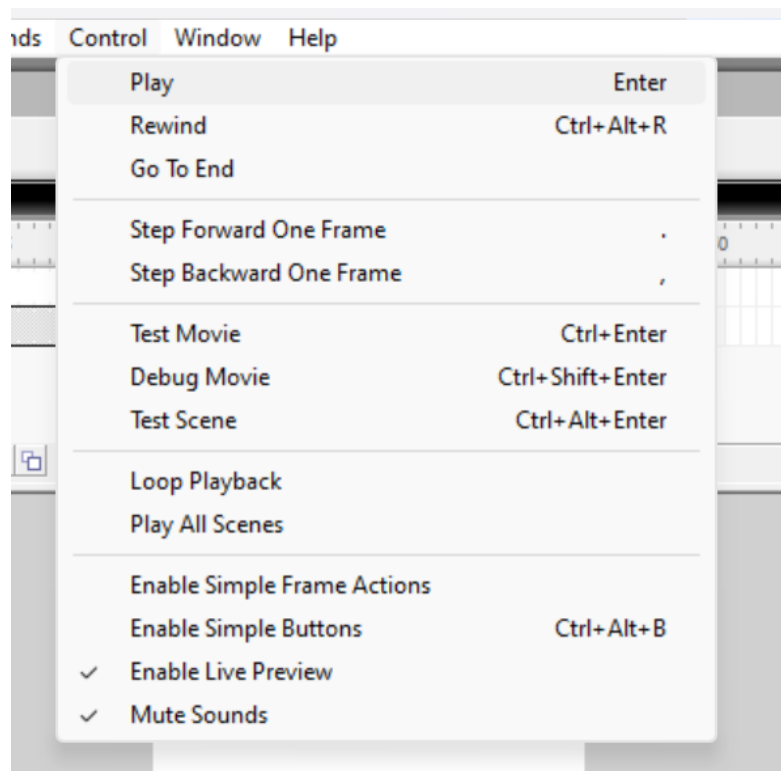 nds Control Window Help
Play Enter
Rewind Ctrl+Alt+R
Go To End
Step Forward One Frame .
Step Backward One Frame ,
Test Movie Ctrl+Enter
Debug Movie Ctrl+Shift+Enter
Test Scene Ctrl+Alt+Enter
Loop Playback
Play All Scenes
Enable Simple Frame Actions
Enable Simple Buttons Ctrl+Alt+B
Enable Live Preview
Mute Sounds